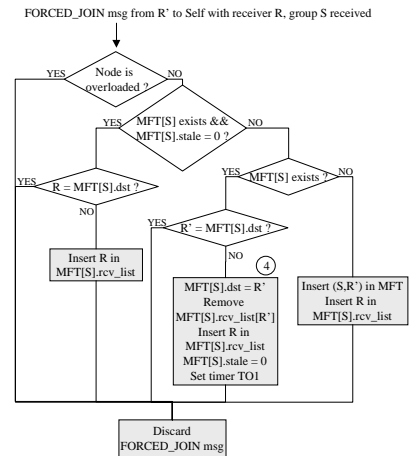 FORCED_JOIN msg from R' to Self with receiver R, group S received
Node is
overloaded ?
YES
NO
MFT[S] exists &&
MFT[S].stale = 0 ?
YES
NO
R = MFT[S].dst ?
YES
NO
MFT[S] exists ?
YES
NO
R' = MFT[S].dst ?
YES
NO
4
Insert R in
MFT[S].rcv_list
MFT[S].dst = R'
Remove
MFT[S].rcv_list[R']
Insert R in
MFT[S].rcv_list
MFT[S].stale = 0
Set timer TO1
Insert (S,R') in MFT
Insert R in
MFT[S].rcv_list
Discard
FORCED_JOIN msg